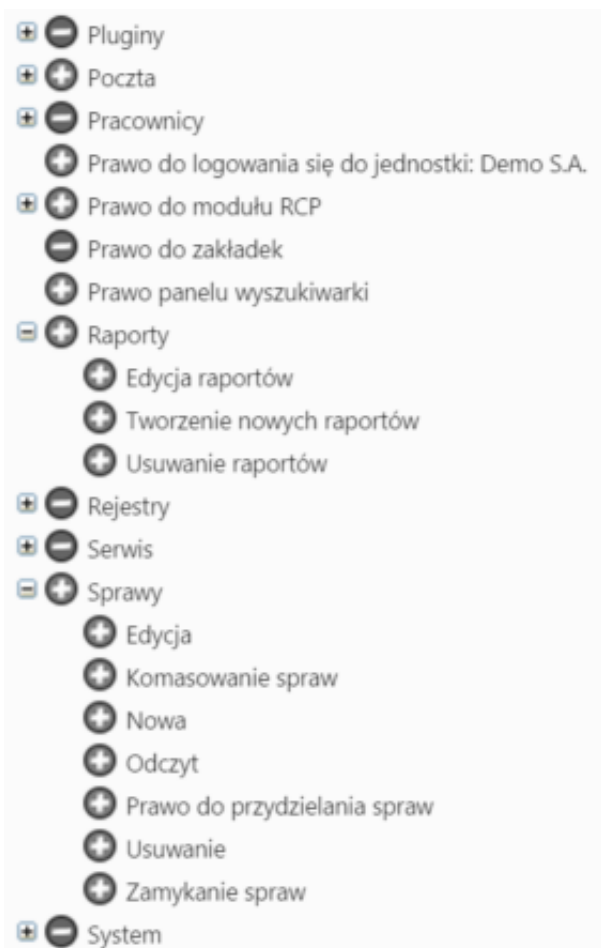 Pluginy
Poczta
Pracownicy
Prawo do logowania się do jednostki: Demo S.A.
Prawo do modułu RCP
Prawo do zakładek
Prawo panelu wyszukiwarki
Raporty
Edycja raportów
Tworzenie nowych raportów
Usuwanie raportów
Rejestry
Serwis
Sprawy
Edycja
Komasowanie spraw
Nowa
Odczyt
Prawo do przydzielania spraw
Usuwanie
Zamykanie spraw
System